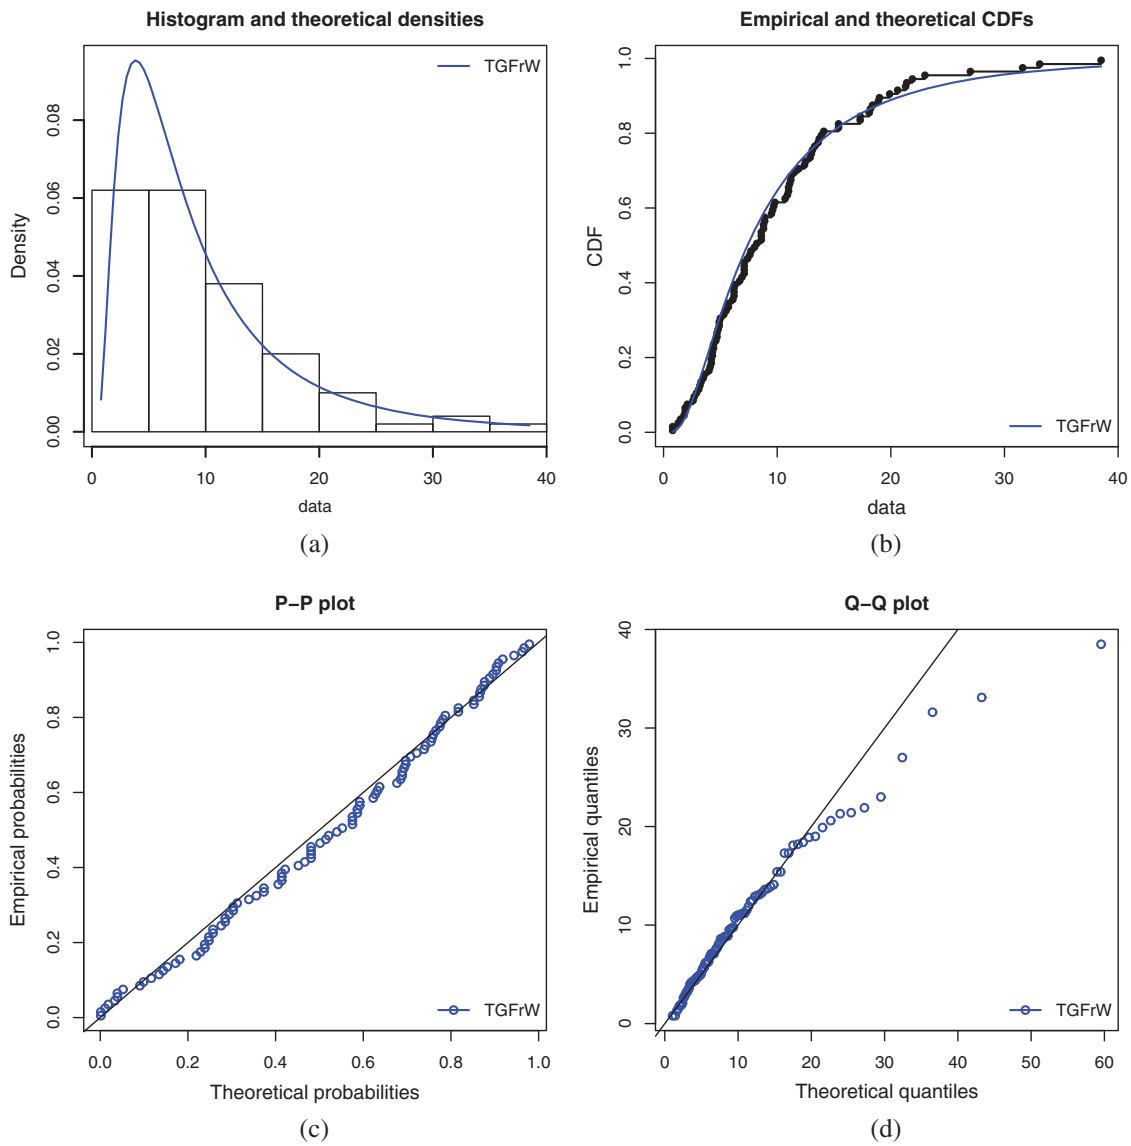 Histogram and theoretical densities
TGFrW
Density
0.00 0.02 0.04 0.06 0.08
0 10 20 30 40
data
(a)
Empirical and theoretical CDFs
CDF
0.0 0.2 0.4 0.6 0.8 1.0
TGFrW
0 10 20 30 40
data
(b)
P–P plot
Empirical probabilities
0.0 0.2 0.4 0.6 0.8 1.0
TGFrW
0.0 0.2 0.4 0.6 0.8 1.0
Theoretical probabilities
(c)
Q–Q plot
Empirical quantiles
0 10 20 30 40
TGFrW
0 10 20 30 40 50 60
Theoretical quantiles
(d)